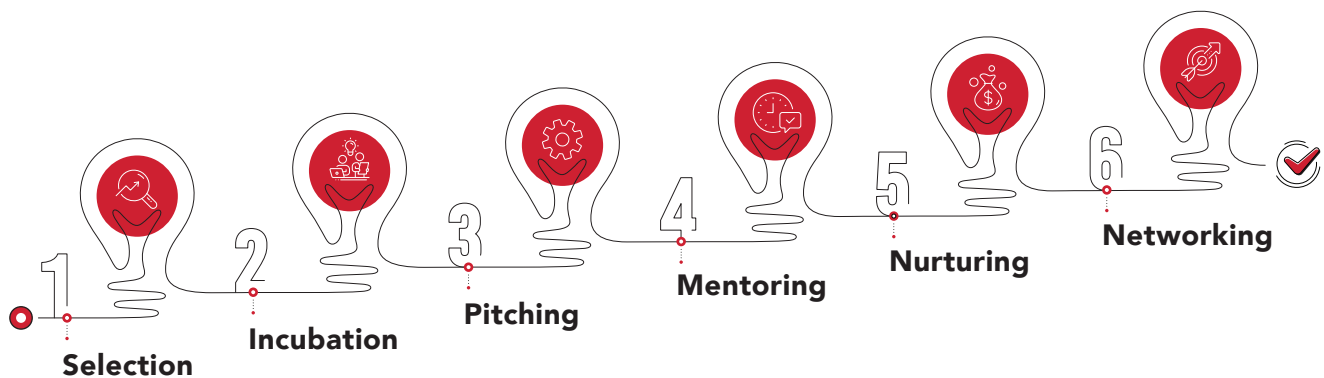 1
Selection
2
Incubation
3
Pitching
4
Mentoring
5
Nurturing
$
6
Networking